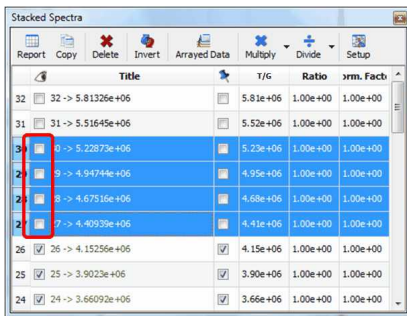 Stacked Spectra
Report Copy Delete Invert Arrayed Data Multiply Divide Setup
Title T/G Ratio orm. Facto
32 32 -> 5.81326e+06 5.81e+06 1.00e+00 1.00e+00
31 31 -> 5.51645e+06 5.52e+06 1.00e+00 1.00e+00
30 0 -> 5.22873e+06 5.23e+06 1.00e+00 1.00e+00
29 9 -> 4.94744e+06 4.95e+06 1.00e+00 1.00e+00
28 8 -> 4.67516e+06 4.68e+06 1.00e+00 1.00e+00
27 7 -> 4.40939e+06 4.41e+06 1.00e+00 1.00e+00
26 26 -> 4.15256e+06 4.15e+06 1.00e+00 1.00e+00
25 25 -> 3.9023e+06 3.90e+06 1.00e+00 1.00e+00
24 24 -> 3.66092e+06 3.66e+06 1.00e+00 1.00e+00